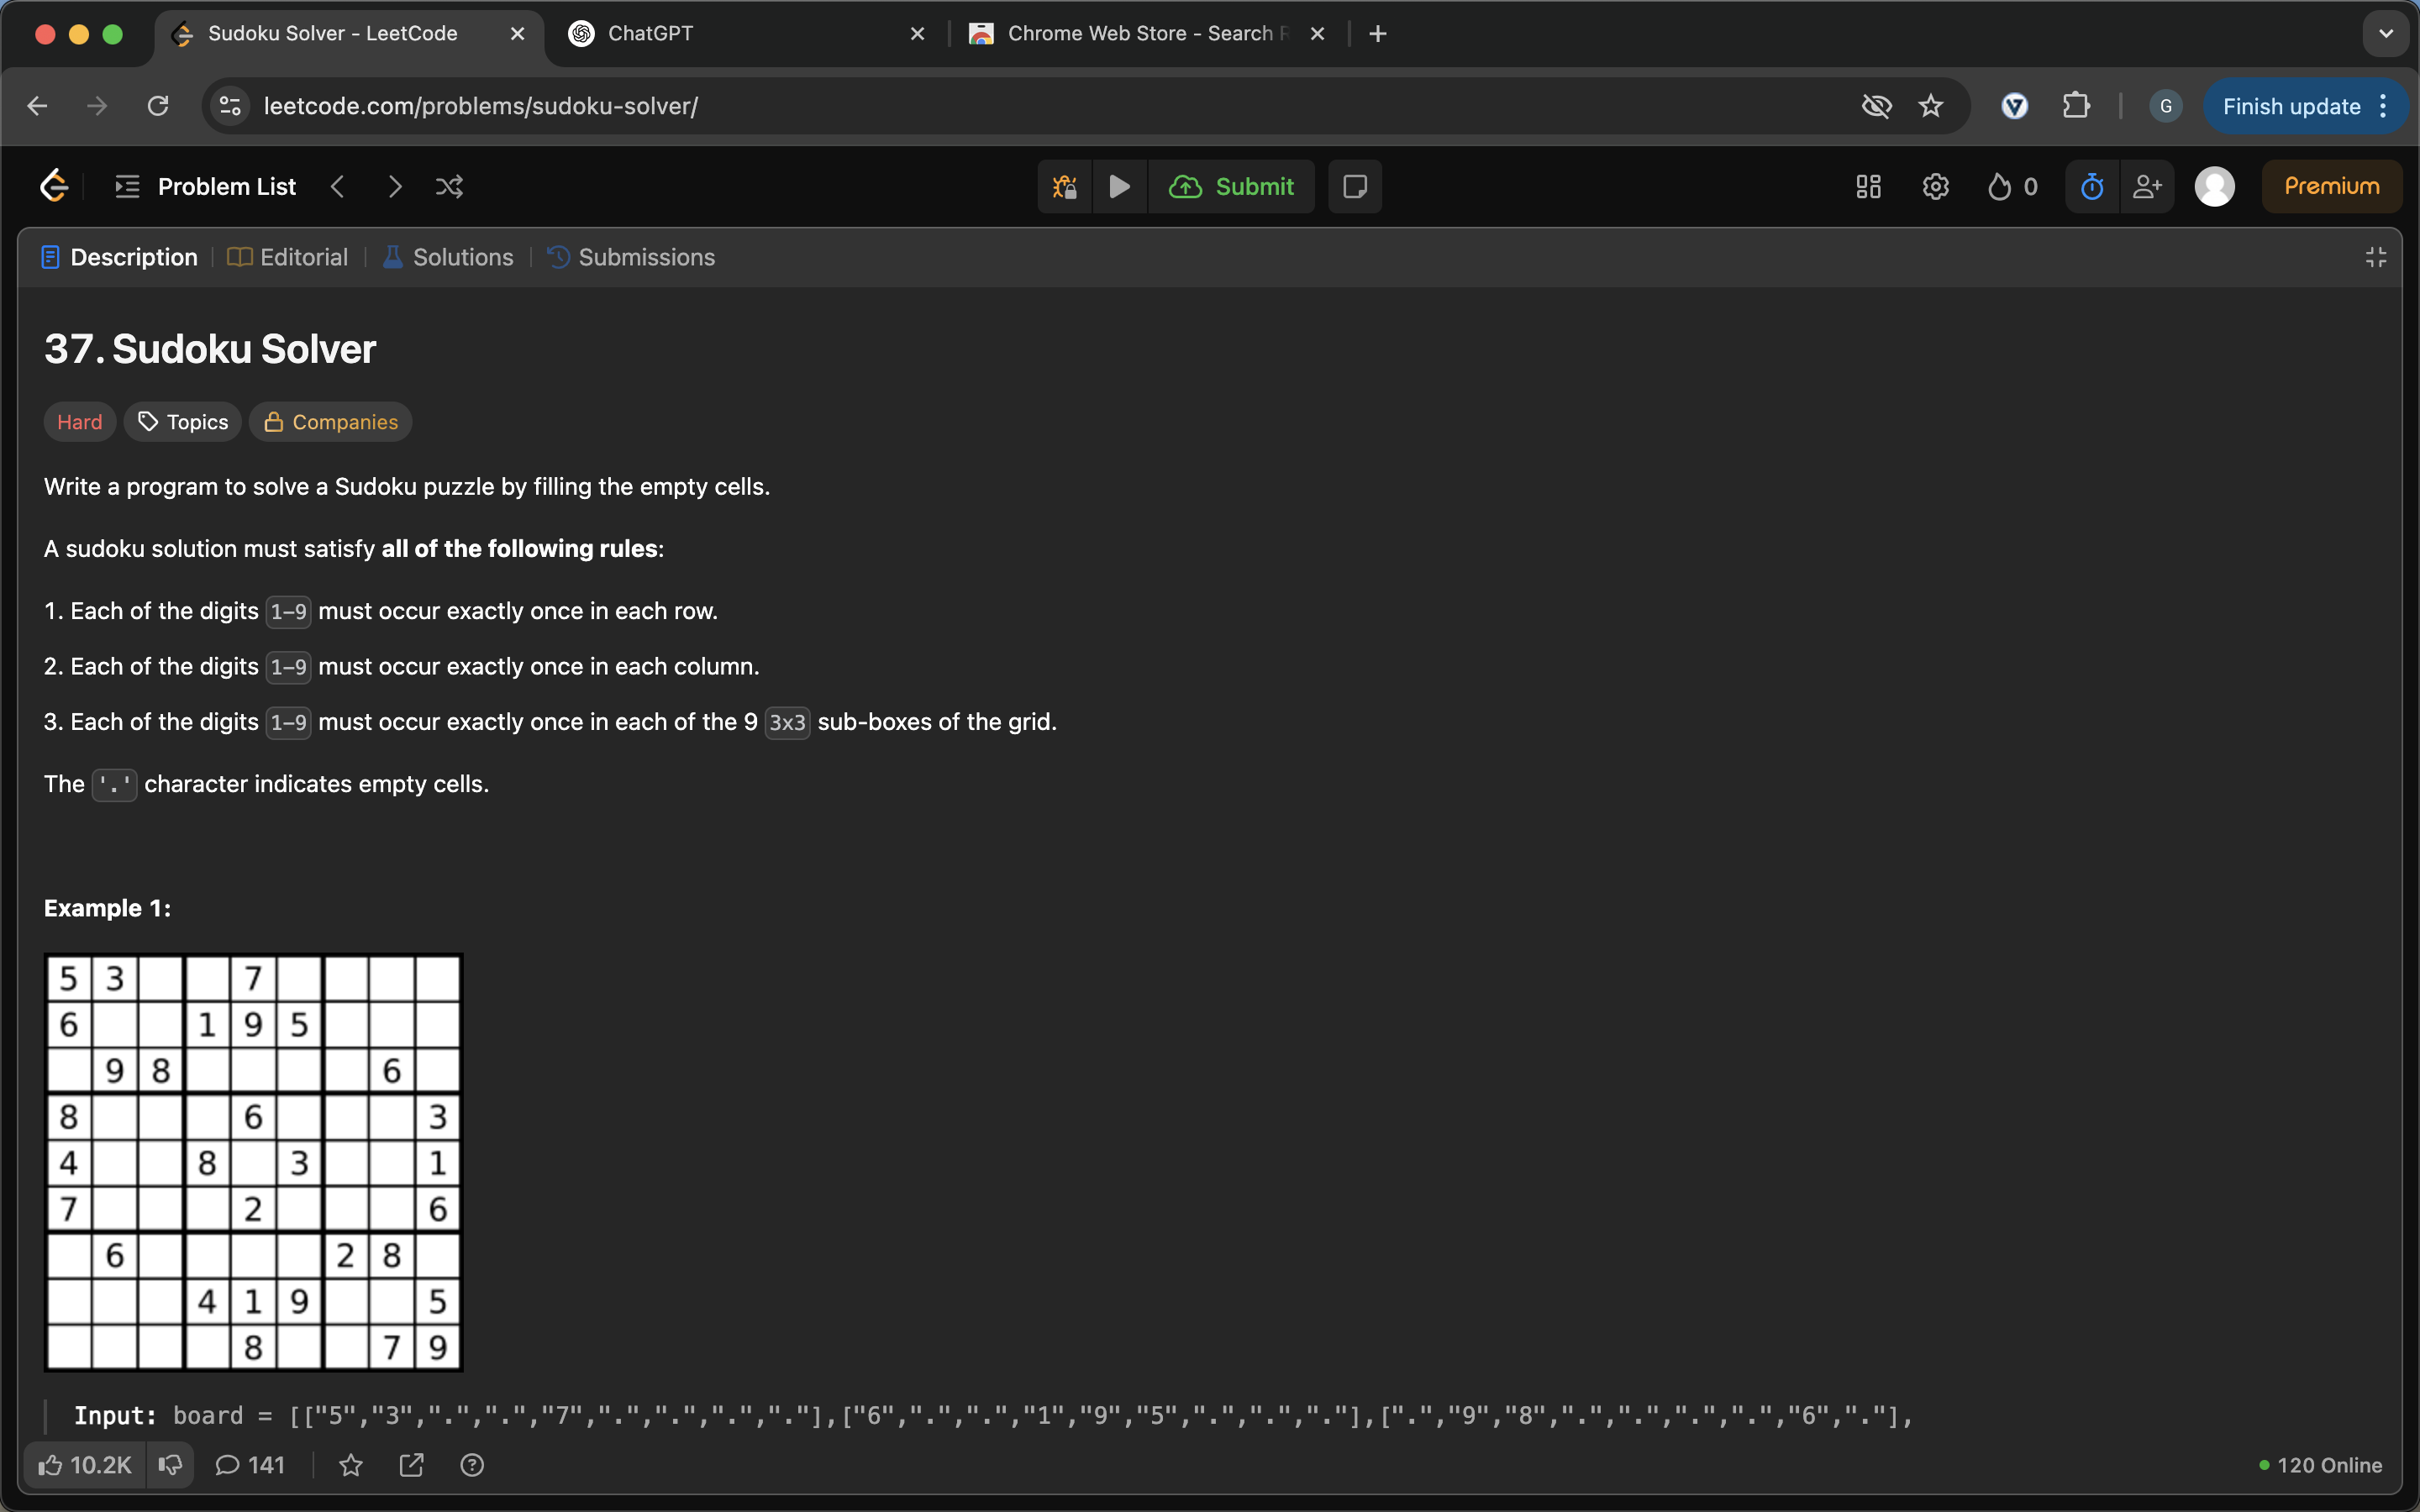 Sudoku Solver - LeetCode
ChatGPT
Chrome Web Store - Search
leetcode.com/problems/sudoku-solver/
G
Finish update
Problem List
Submit
0
Premium
Description
Editorial
Solutions
Submissions
37. Sudoku Solver
Hard
Topics
Companies
Write a program to solve a Sudoku puzzle by filling the empty cells.
A sudoku solution must satisfy all of the following rules:
1. Each of the digits 1-9 must occur exactly once in each row.
2. Each of the digits 1-9 must occur exactly once in each column.
3. Each of the digits 1-9 must occur exactly once in each of the 9 3x3 sub-boxes of the grid.
The '.' character indicates empty cells.
Example 1:
5 3 7
6 1 9 5
9 8 6
8 6 3
4 8 3 1
7 2 6
6 2 8
4 1 9 5
8 7 9
Input: board = [["5","3",".",".","7",".",".",".","."],["6",".",".","1","9","5",".",".","."],[".","9","8",".",".",".",".","6","."],
10.2K
141
120 Online